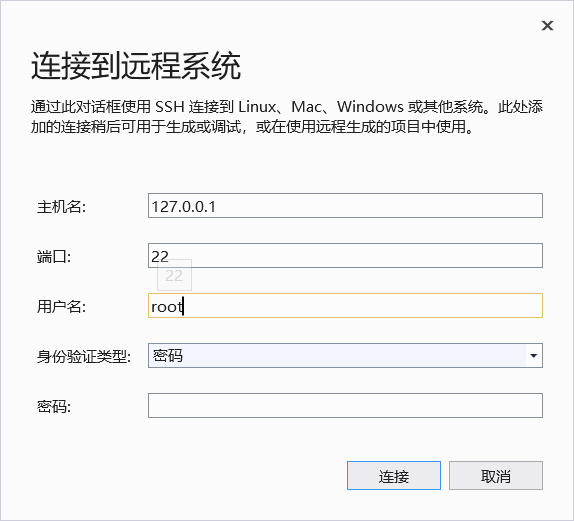 连接到远程系统
通过此对话框使用 SSH 连接到 Linux、Mac、Windows 或其他系统。此处添
加的连接稍后可用于生成或调试，或在使用远程生成的项目中使用。
主机名: 127.0.0.1
端口: 22
22
用户名: root
身份验证类型: 密码
密码:
连接 取消